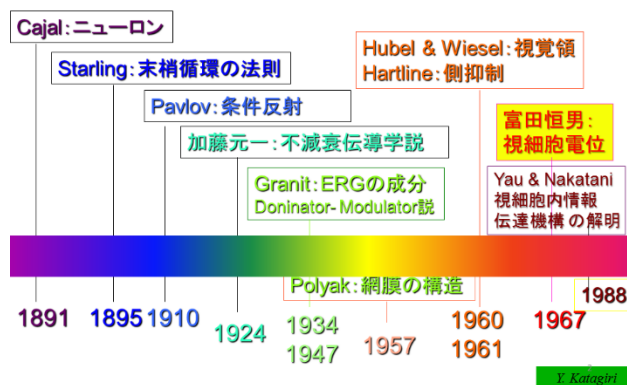 Cajal：ニューロン
Starling：末梢循環の法則
Pavlov：条件反射
加藤元一：不減衰伝導学説
Granit：ERGの成分
Doninator- Modulator説
Hubel & Wiesel：視覚領
Hartline：側抑制
富田恒男：
視細胞電位
Yau & Nakatani
視細胞内情報
伝達機構の解明
Polyak：網膜の構造
1891
1895
1910
1924
1934
1947
1957
1960
1961
1967
1988
Y. Katagiri